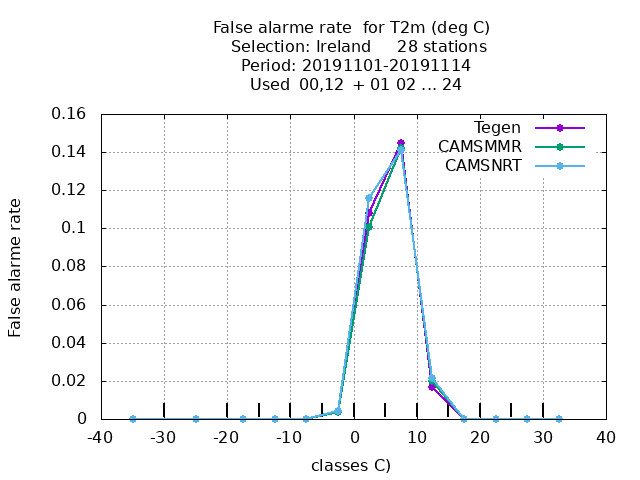 False alarme rate  for T2m (deg C)
Selection: Ireland     28 stations
Period: 20191101-20191114
Used  00,12  + 01 02 ... 24
Tegen
CAMSMMR
CAMSNRT
False alarme rate
0.16
0.14
0.12
0.1
0.08
0.06
0.04
0.02
0
-40 -30 -20 -10 0 10 20 30 40
classes C)